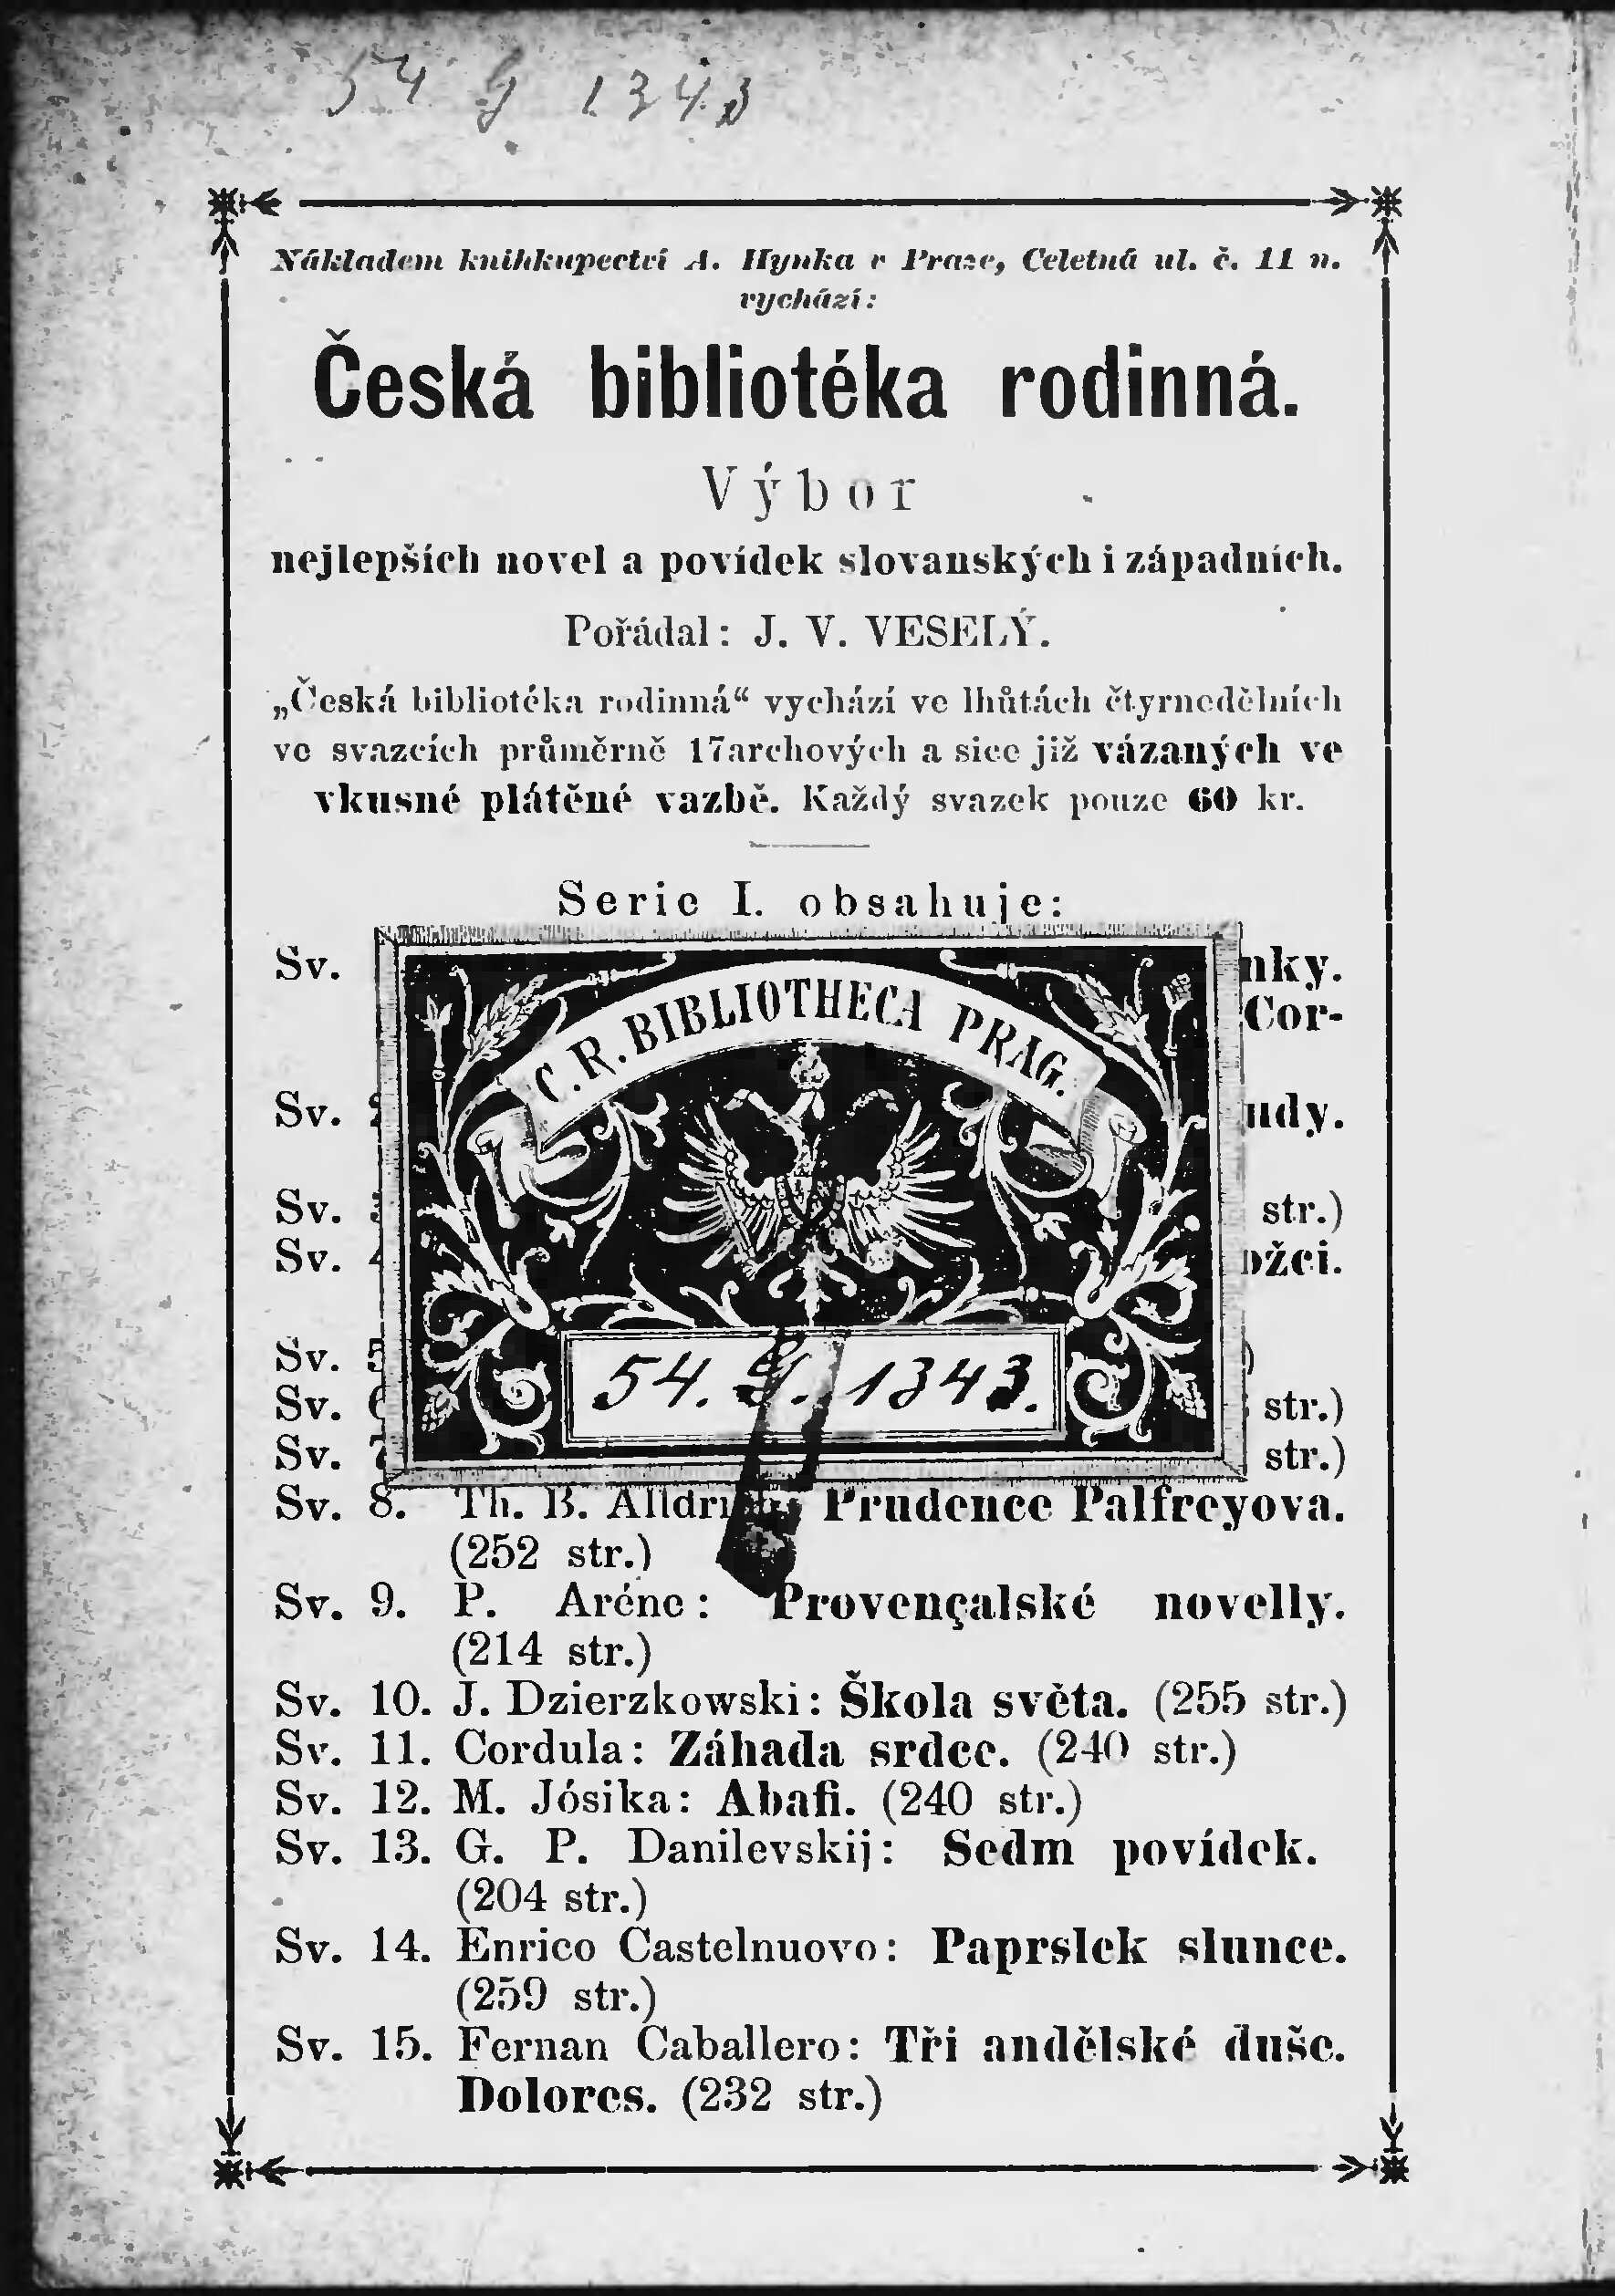 54 G 1343
Nákladem knihkupectví A. Hynka v Praze, Celetná ul. č. 11 n.
vychází:
Česká bibliotéka rodinná.
Výbor
nejlepších novel a povídek slovanských i západních.
Pořádal: J. V. VESELÝ.
„Česká bibliotéka rodinná“ vychází ve lhůtách čtyrnedělních
ve svazcích průměrně 17archových a sice již vázaných ve
vkusné plátěné vazbě. Každý svazek pouze 60 kr.
Serie I. obsahuje:
Sv.
Cor-
Sv.
Sv. str.)
Sv.
Sv. 5
Sv. str.)
Sv. 7 str.)
C. R. BIBLIOTHECA PRAG.
54. G. 1343.
Sv. 8. Th. B. Prudence Palfreyova.
(252 str.)
Sv. 9. P. Aréne: Provençalské novelly.
(214 str.)
Sv. 10. J. Dzierzkowski: Škola světa. (255 str.)
Sv. 11. Cordula: Záhada srdce. (240 str.)
Sv. 12. M. Jósika: Abafi. (240 str.)
Sv. 13. G. P. Danilevskij: Sedm povídek.
(204 str.)
Sv. 14. Enrico Castelnuovo: Paprslek slunce.
(259 str.)
Sv. 15. Fernan Caballero: Tři andělské duše.
Dolores. (232 str.)